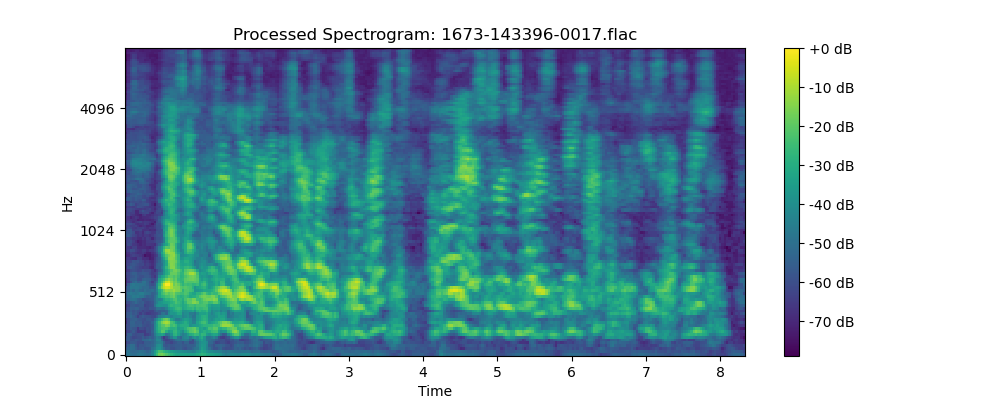 Processed Spectrogram: 1673-143396-0017.flac
Hz
4096
2048
1024
512
0
0 1 2 3 4 5 6 7 8
Time
+0 dB
-10 dB
-20 dB
-30 dB
-40 dB
-50 dB
-60 dB
-70 dB